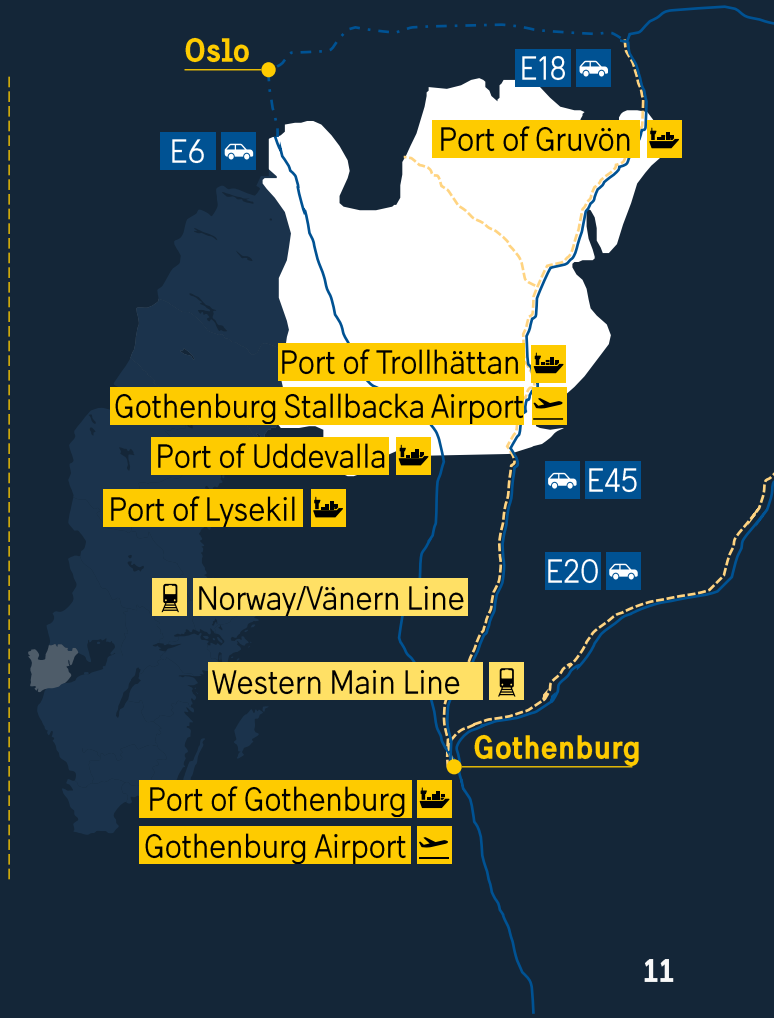 Oslo
E18
E6
Port of Gruvön
Port of Trollhättan
Gothenburg Stallbacka Airport
Port of Uddevalla
E45
Port of Lysekil
E20
Norway/Vänern Line
Western Main Line
Gothenburg
Port of Gothenburg
Gothenburg Airport
11